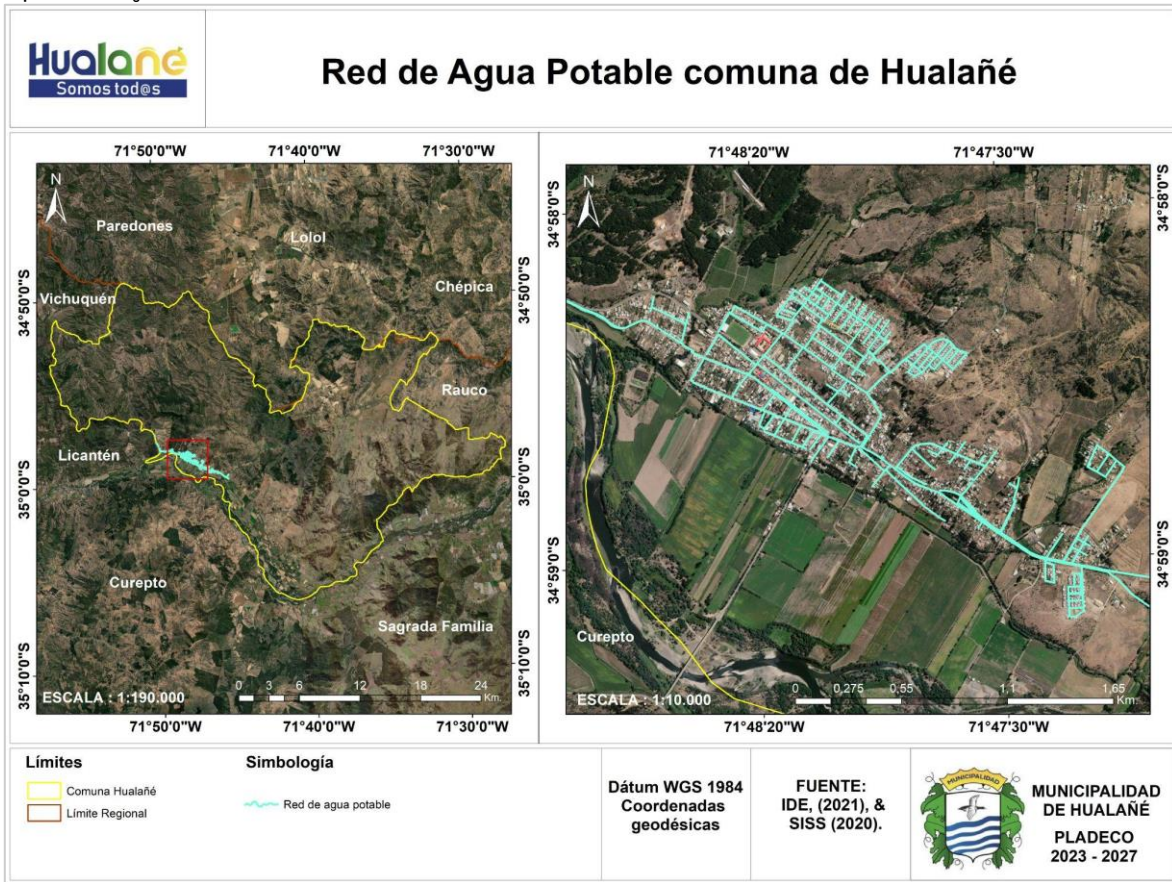 Hualañé
Somos tod@s
Red de Agua Potable comuna de Hualañé
71°50'0"W
71°40'0"W
71°30'0"W
N
Paredones
Lolol
Chépica
Vichuquén
Rauco
Licantén
Curepto
Sagrada Familia
34°50'0"S
35°0'0"S
35°10'0"S
34°50'0"S
35°0'0"S
35°10'0"S
ESCALA : 1:190.000
0 3 6 12 18 24
Km.
71°50'0"W
71°40'0"W
71°30'0"W
71°48'20"W
71°47'30"W
N
34°58'0"S
34°59'0"S
34°58'0"S
34°59'0"S
Curepto
ESCALA : 1:10.000
0 0,275 0,55 1,1 1,65
Km.
71°48'20"W
71°47'30"W
Límites
Comuna Hualañé
Límite Regional
Simbología
Red de agua potable
Dátum WGS 1984
Coordenadas
geodésicas
FUENTE:
IDE, (2021), &
SISS (2020).
MUNICIPALIDAD
MUNICIPALIDAD
DE HUALAÑÉ
PLADECO
2023 - 2027